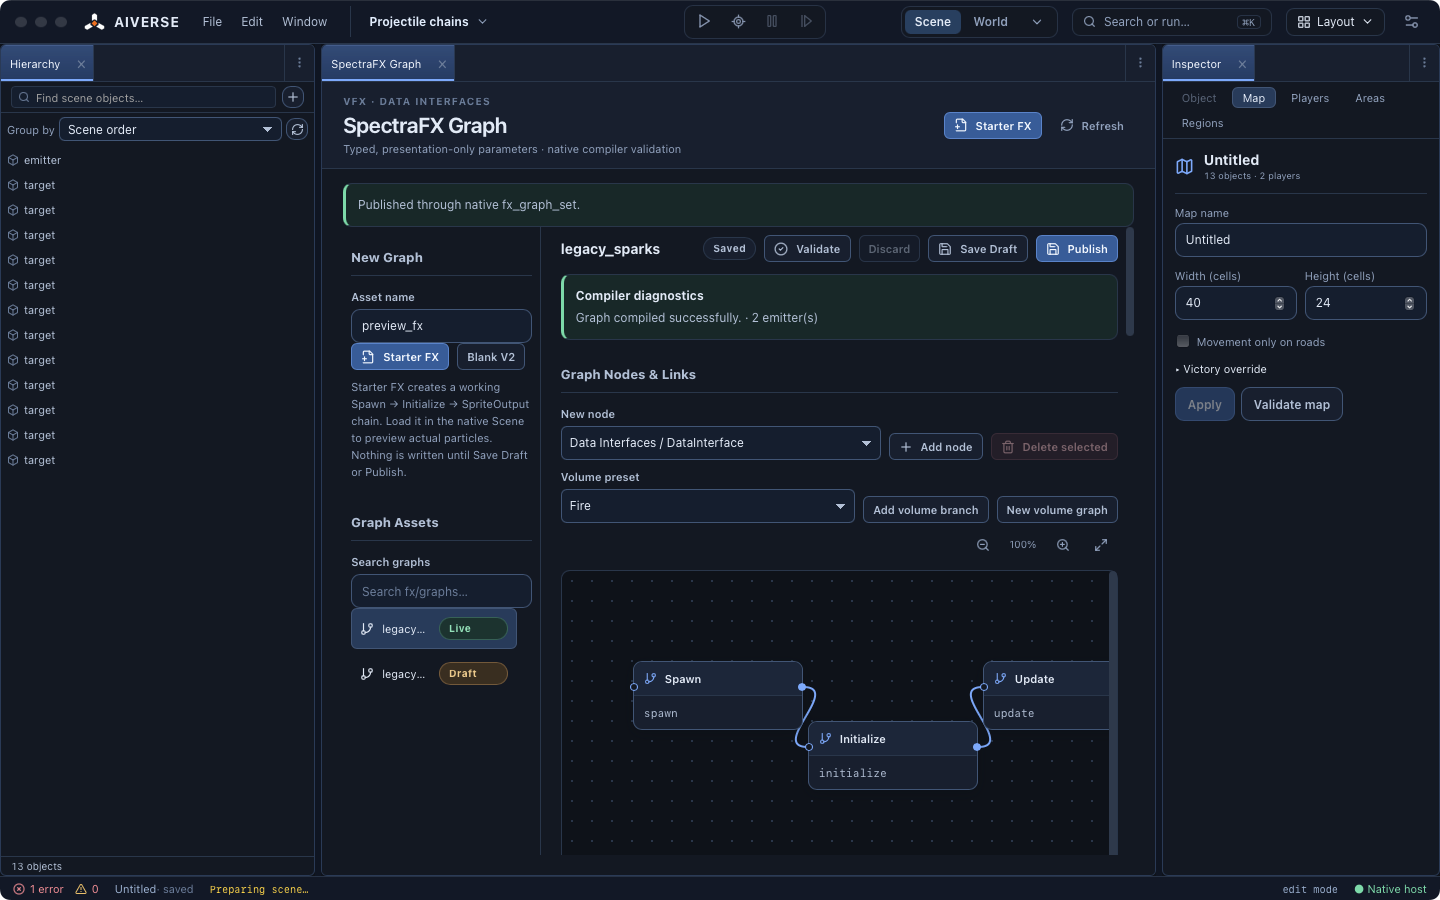 AIVERSE File Edit Window Projectile chains Scene World Search or run... ⌘K Layout
Hierarchy
Find scene objects...
Group by Scene order
emitter
target
target
target
target
target
target
target
target
target
target
target
target
13 objects
SpectraFX Graph
VFX · DATA INTERFACES
SpectraFX Graph
Typed, presentation-only parameters · native compiler validation
Starter FX Refresh
Published through native fx_graph_set.
New Graph
Asset name
preview_fx
Starter FX Blank V2
Starter FX creates a working
Spawn → Initialize → SpriteOutput
chain. Load it in the native Scene
to preview actual particles.
Nothing is written until Save Draft
or Publish.
Graph Assets
Search graphs
Search fx/graphs...
legacy... Live
legacy... Draft
legacy_sparks Saved Validate Discard Save Draft Publish
Compiler diagnostics
Graph compiled successfully. · 2 emitter(s)
Graph Nodes & Links
New node
Data Interfaces / DataInterface Add node Delete selected
Volume preset
Fire Add volume branch New volume graph
100%
Spawn
spawn
Initialize
initialize
Update
update
Inspector
Object Map Players Areas
Regions
Untitled
13 objects · 2 players
Map name
Untitled
Width (cells) Height (cells)
40 24
Movement only on roads
Victory override
Apply Validate map
1 error 0 Untitled · saved Preparing scene… edit mode Native host